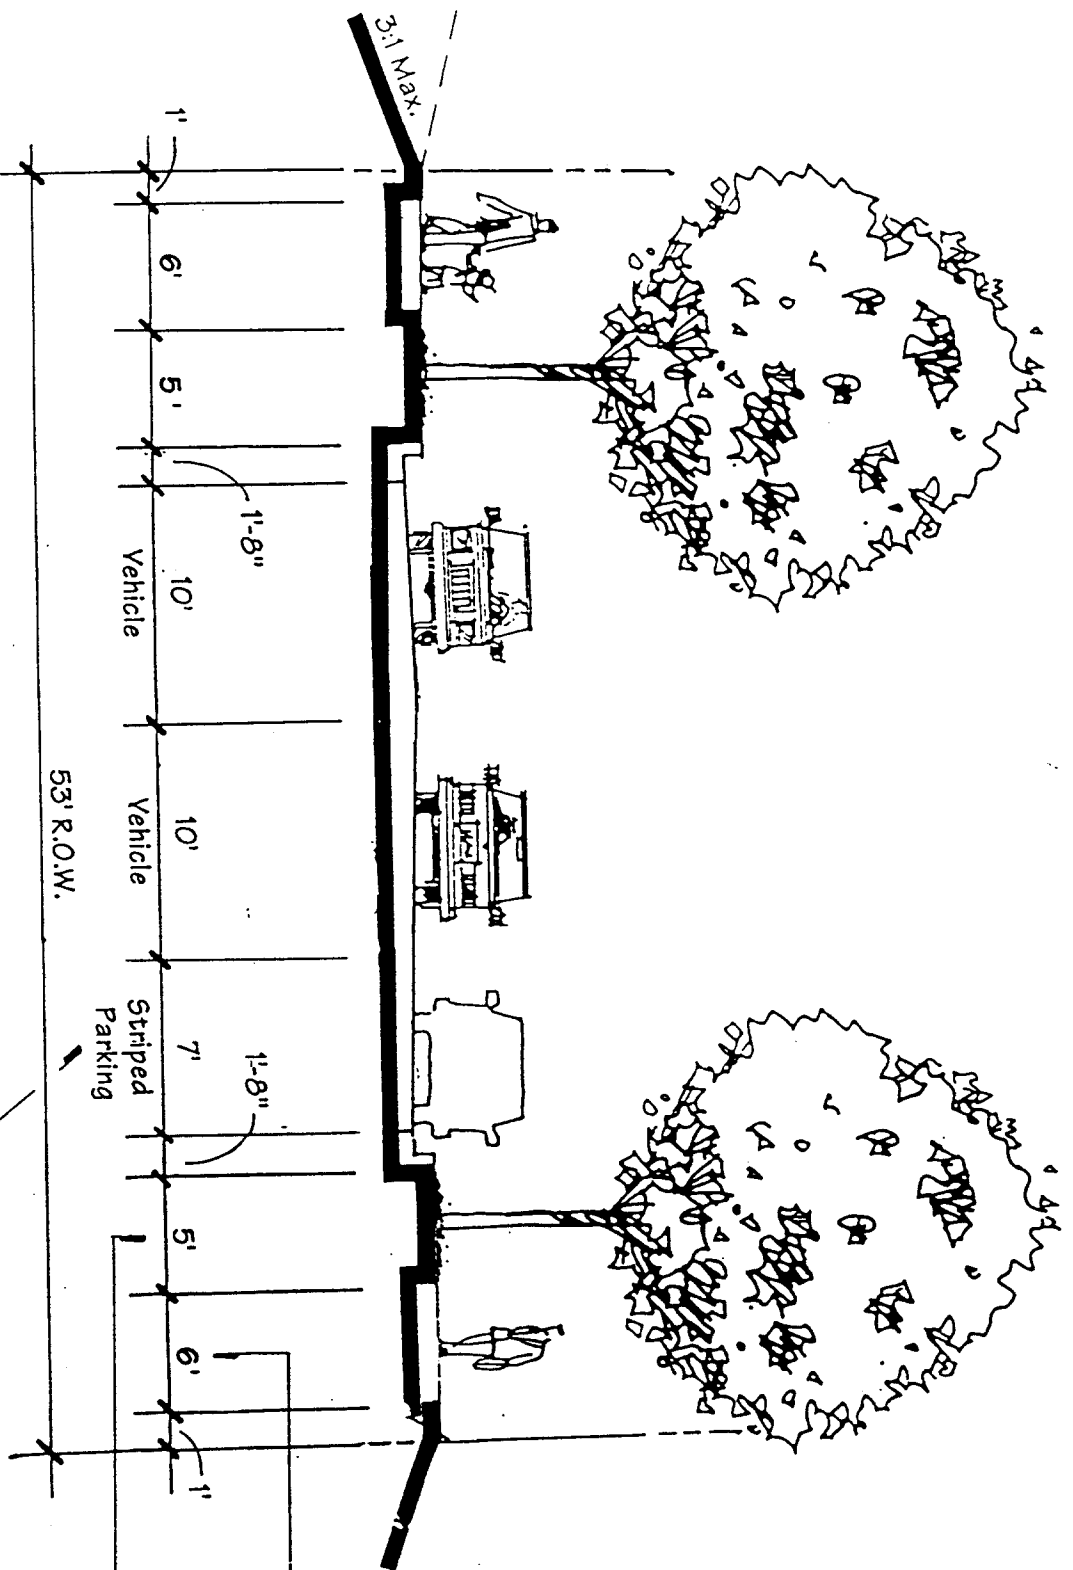 3:1 Max.
1'
6'
5'
1'-8"
10'
Vehicle
10'
Vehicle
7'
Striped
Parking
1'-8"
5'
6'
1'
53' R.O.W.